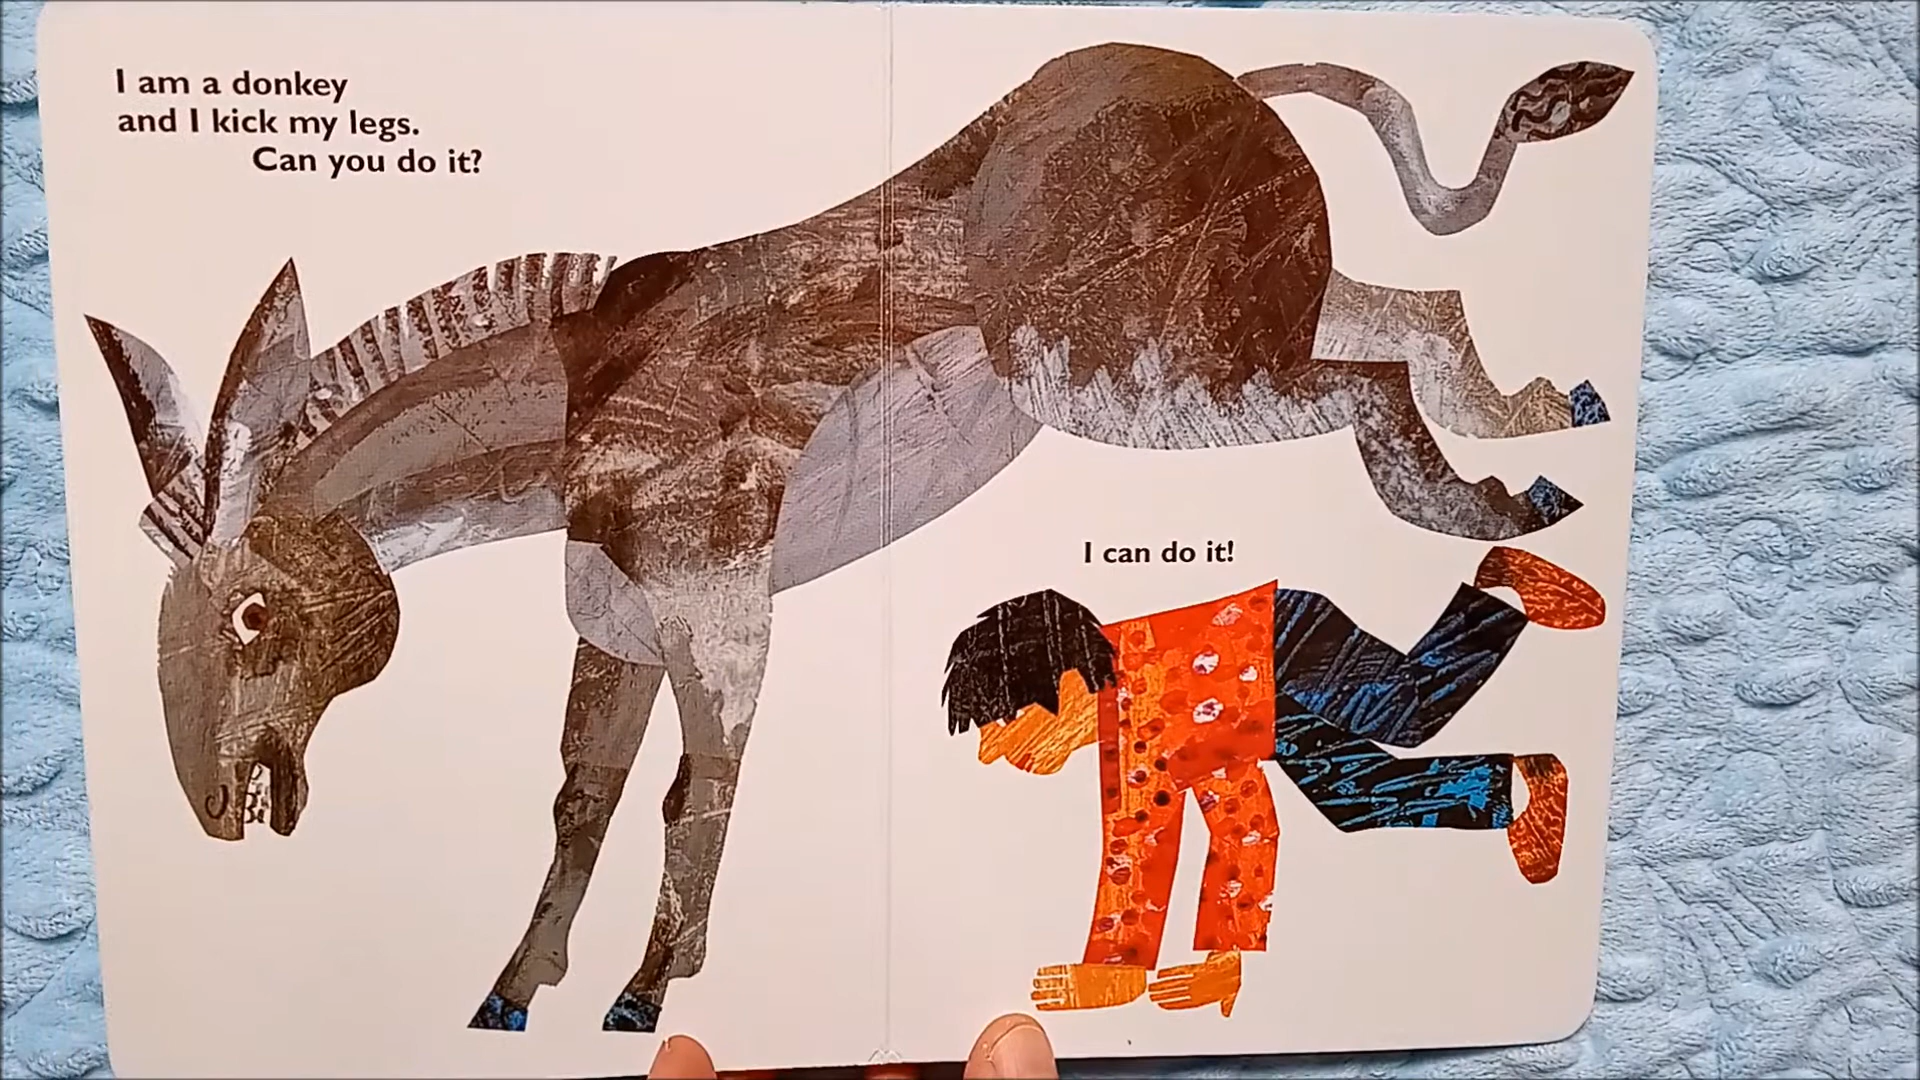 I am a donkey
and I kick my legs.
Can you do it?
I can do it!